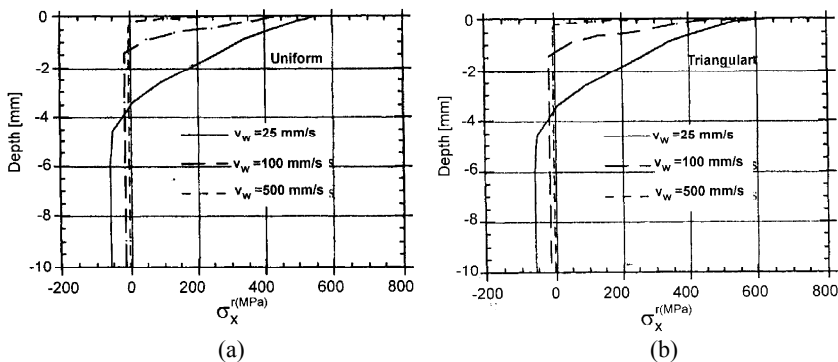 0
-2
-4
-6
-8
-10
Depth [mm]
Uniform
v_w =25 mm/s
v_w =100 mm/s
v_w =500 mm/s
-200 0 200 400 600 800
σ_x^r(MPa)
(a)
0
-2
-4
-6
-8
-10
Depth [mm]
Triangulart
v_w =25 mm/s
v_w =100 mm/s
v_w =500 mm/s
-200 0 200 400 600 800
σ_x^r(MPa)
(b)